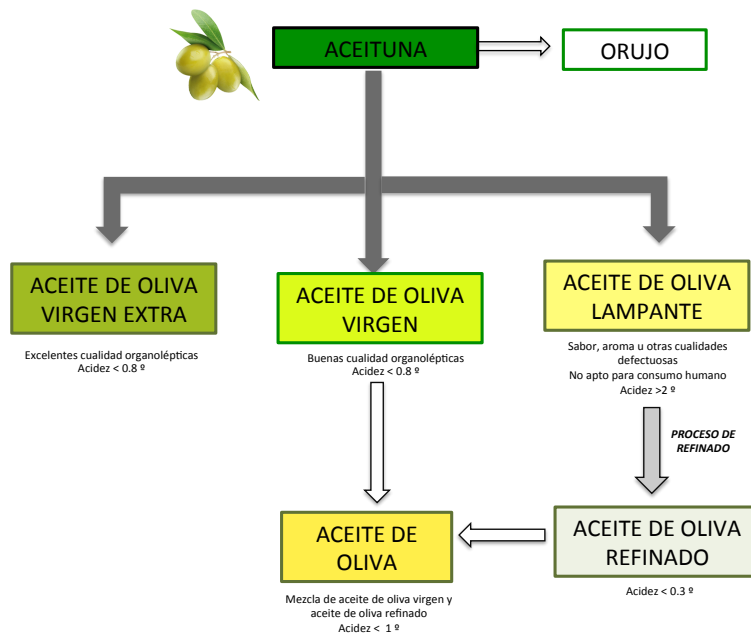 ACEITUNA
ORUJO
ACEITE DE OLIVA
VIRGEN EXTRA
Excelentes cualidad organolépticas
Acidez < 0.8 º
ACEITE DE OLIVA
VIRGEN
Buenas cualidad organolépticas
Acidez < 0.8 º
ACEITE DE OLIVA
LAMPANTE
Sabor, aroma u otras cualidades
defectuosas
No apto para consumo humano
Acidez >2 º
PROCESO DE
REFINADO
ACEITE DE
OLIVA
Mezcla de aceite de oliva virgen y
aceite de oliva refinado
Acidez < 1 º
ACEITE DE OLIVA
REFINADO
Acidez < 0.3 º